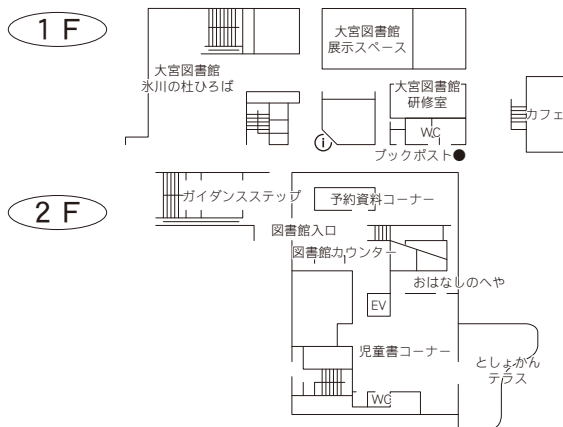 1F
大宮図書館
展示スペース
大宮図書館
氷川の杜ひろば
大宮図書館
研修室
カフェ
WC
i
ブックポスト●
2F
ガイダンスステップ
予約資料コーナー
図書館入口
図書館カウンター
おはなしのへや
EV
児童書コーナー
としょかん
テラス
WC